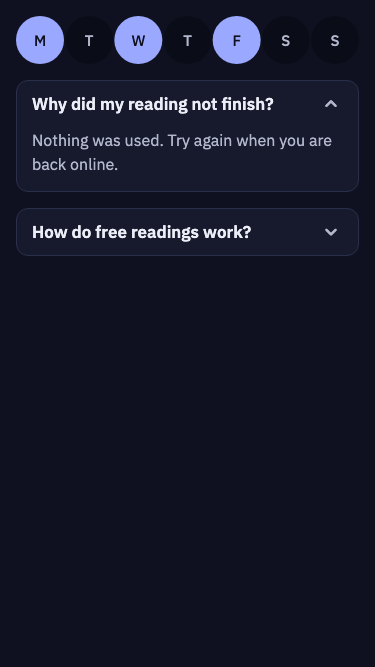 M T W T F S S
Why did my reading not finish?
Nothing was used. Try again when you are
back online.
How do free readings work?